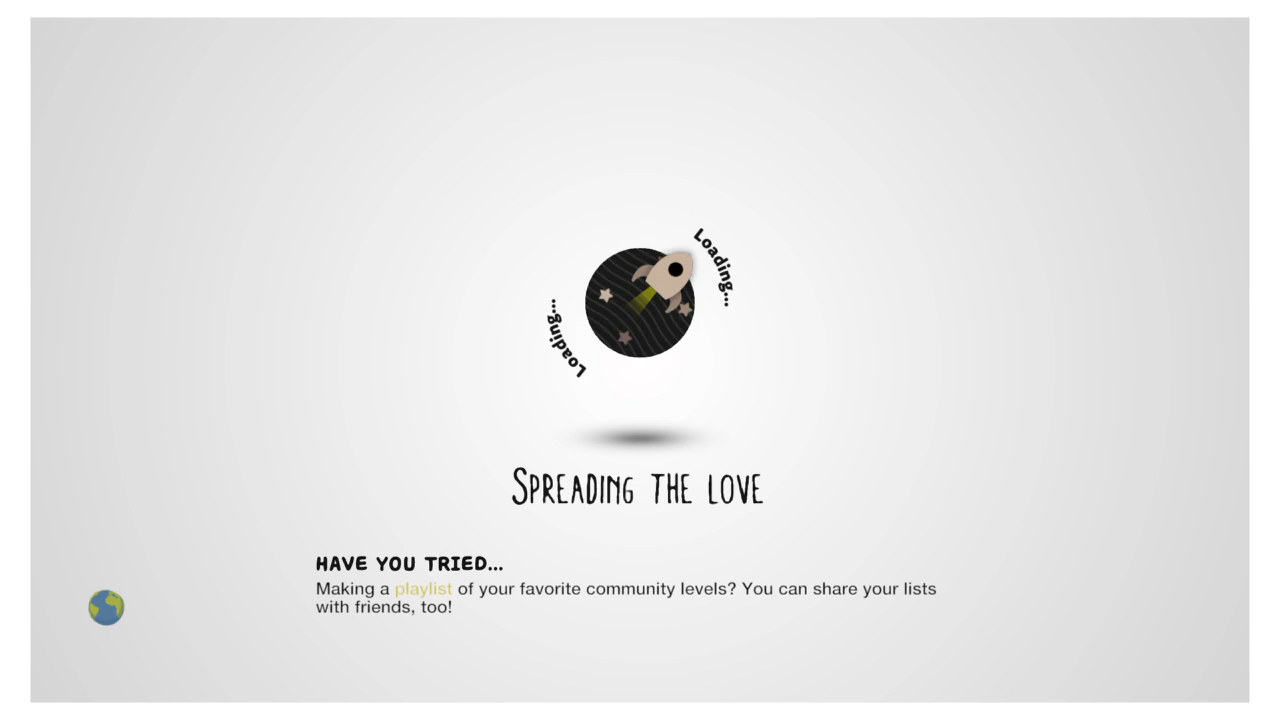 Loading...
Loading...
SPREADING THE LOVE
HAVE YOU TRIED...
Making a playlist of your favorite community levels? You can share your lists
with friends, too!